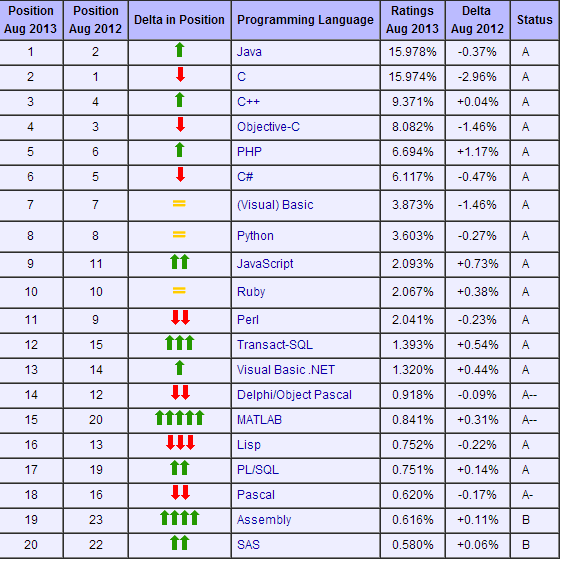 Position Aug 2013 Position Aug 2012 Delta in Position Programming Language Ratings Aug 2013 Delta Aug 2012 Status
1 2 Java 15.978% -0.37% A
2 1 C 15.974% -2.96% A
3 4 C++ 9.371% +0.04% A
4 3 Objective-C 8.082% -1.46% A
5 6 PHP 6.694% +1.17% A
6 5 C# 6.117% -0.47% A
7 7 = (Visual) Basic 3.873% -1.46% A
8 8 = Python 3.603% -0.27% A
9 11 JavaScript 2.093% +0.73% A
10 10 = Ruby 2.067% +0.38% A
11 9 Perl 2.041% -0.23% A
12 15 Transact-SQL 1.393% +0.54% A
13 14 Visual Basic .NET 1.320% +0.44% A
14 12 Delphi/Object Pascal 0.918% -0.09% A--
15 20 MATLAB 0.841% +0.31% A--
16 13 Lisp 0.752% -0.22% A
17 19 PL/SQL 0.751% +0.14% A
18 16 Pascal 0.620% -0.17% A-
19 23 Assembly 0.616% +0.11% B
20 22 SAS 0.580% +0.06% B